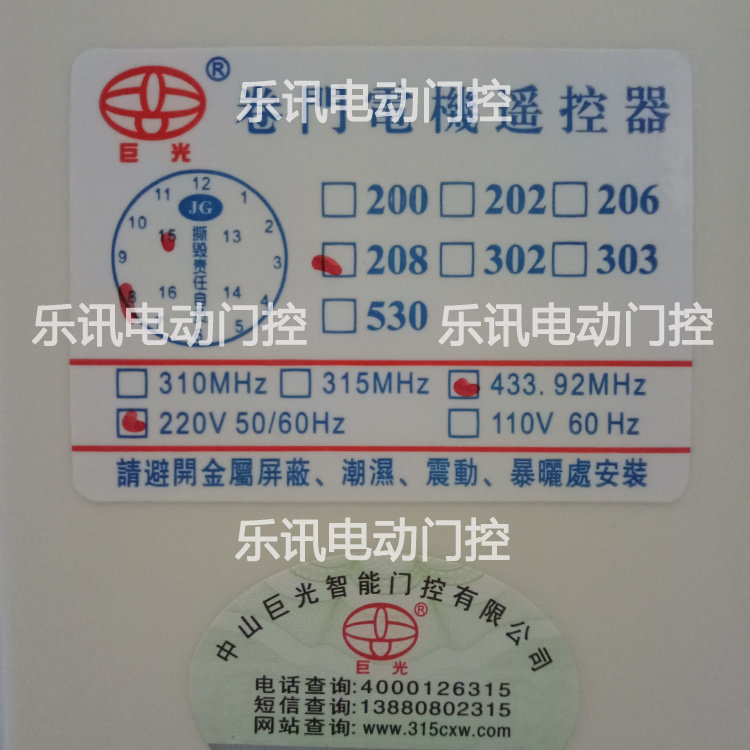 ®
卷門電機遥控器
乐讯电动门控
巨光
12
11 1
10 2
JG
15 13
9 3
撕毁责任自
16 14
8
5
6
200 202 206
208 302 303
530
乐讯电动门控 乐讯电动门控
310MHz 315MHz 433.92MHz
220V 50/60Hz 110V 60Hz
請避開金屬屏蔽、潮濕、震動、暴曬處安裝
乐讯电动门控
中山巨光智能门控有限公司
®
巨光
电话查询:4000126315
短信查询:13880802315
网站查询:www.315cxw.com